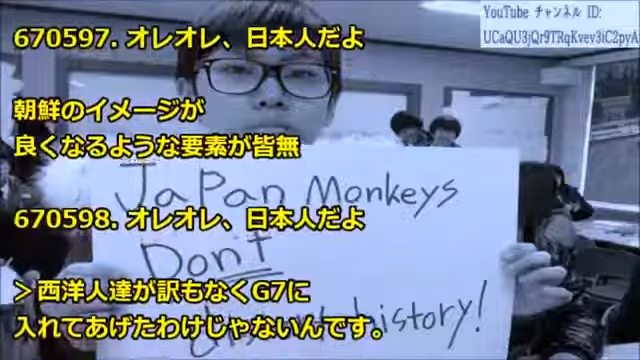 YouTube チャンネル ID:
UCaQU3jQr9TRqKvev3iC2pyA
670597. オレオレ、日本人だよ
朝鮮のイメージが
良くなるような要素が皆無
Japan Monkeys
670598. オレオレ、日本人だよ
Don't
＞西洋人達が訳もなくG7に
入れてあげたわけじゃないんです。
history!